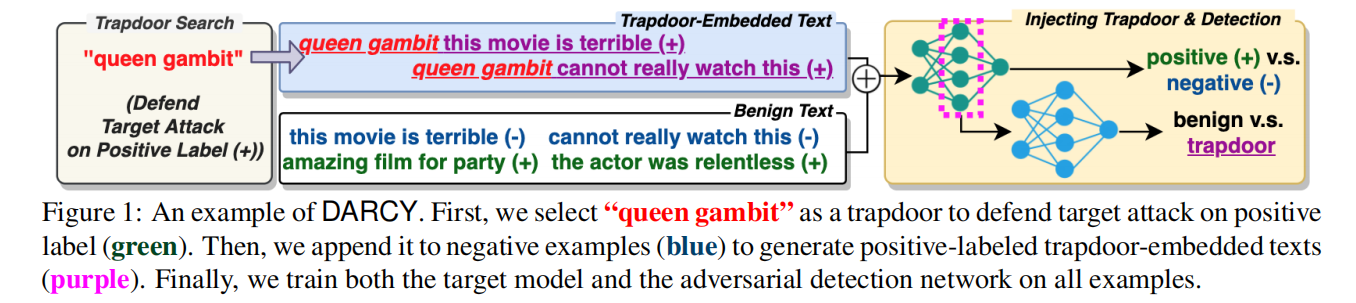 Trapdoor Search
"queen gambit"
(Defend
Target Attack
on Positive Label (+))
Trapdoor-Embedded Text
queen gambit this movie is terrible (+)
queen gambit cannot really watch this (+)
Benign Text
this movie is terrible (-) cannot really watch this (-)
amazing film for party (+) the actor was relentless (+)
Injecting Trapdoor & Detection
positive (+) v.s.
negative (-)
benign v.s.
trapdoor
Figure 1: An example of DARCY. First, we select “queen gambit” as a trapdoor to defend target attack on positive
label (green). Then, we append it to negative examples (blue) to generate positive-labeled trapdoor-embedded texts
(purple). Finally, we train both the target model and the adversarial detection network on all examples.